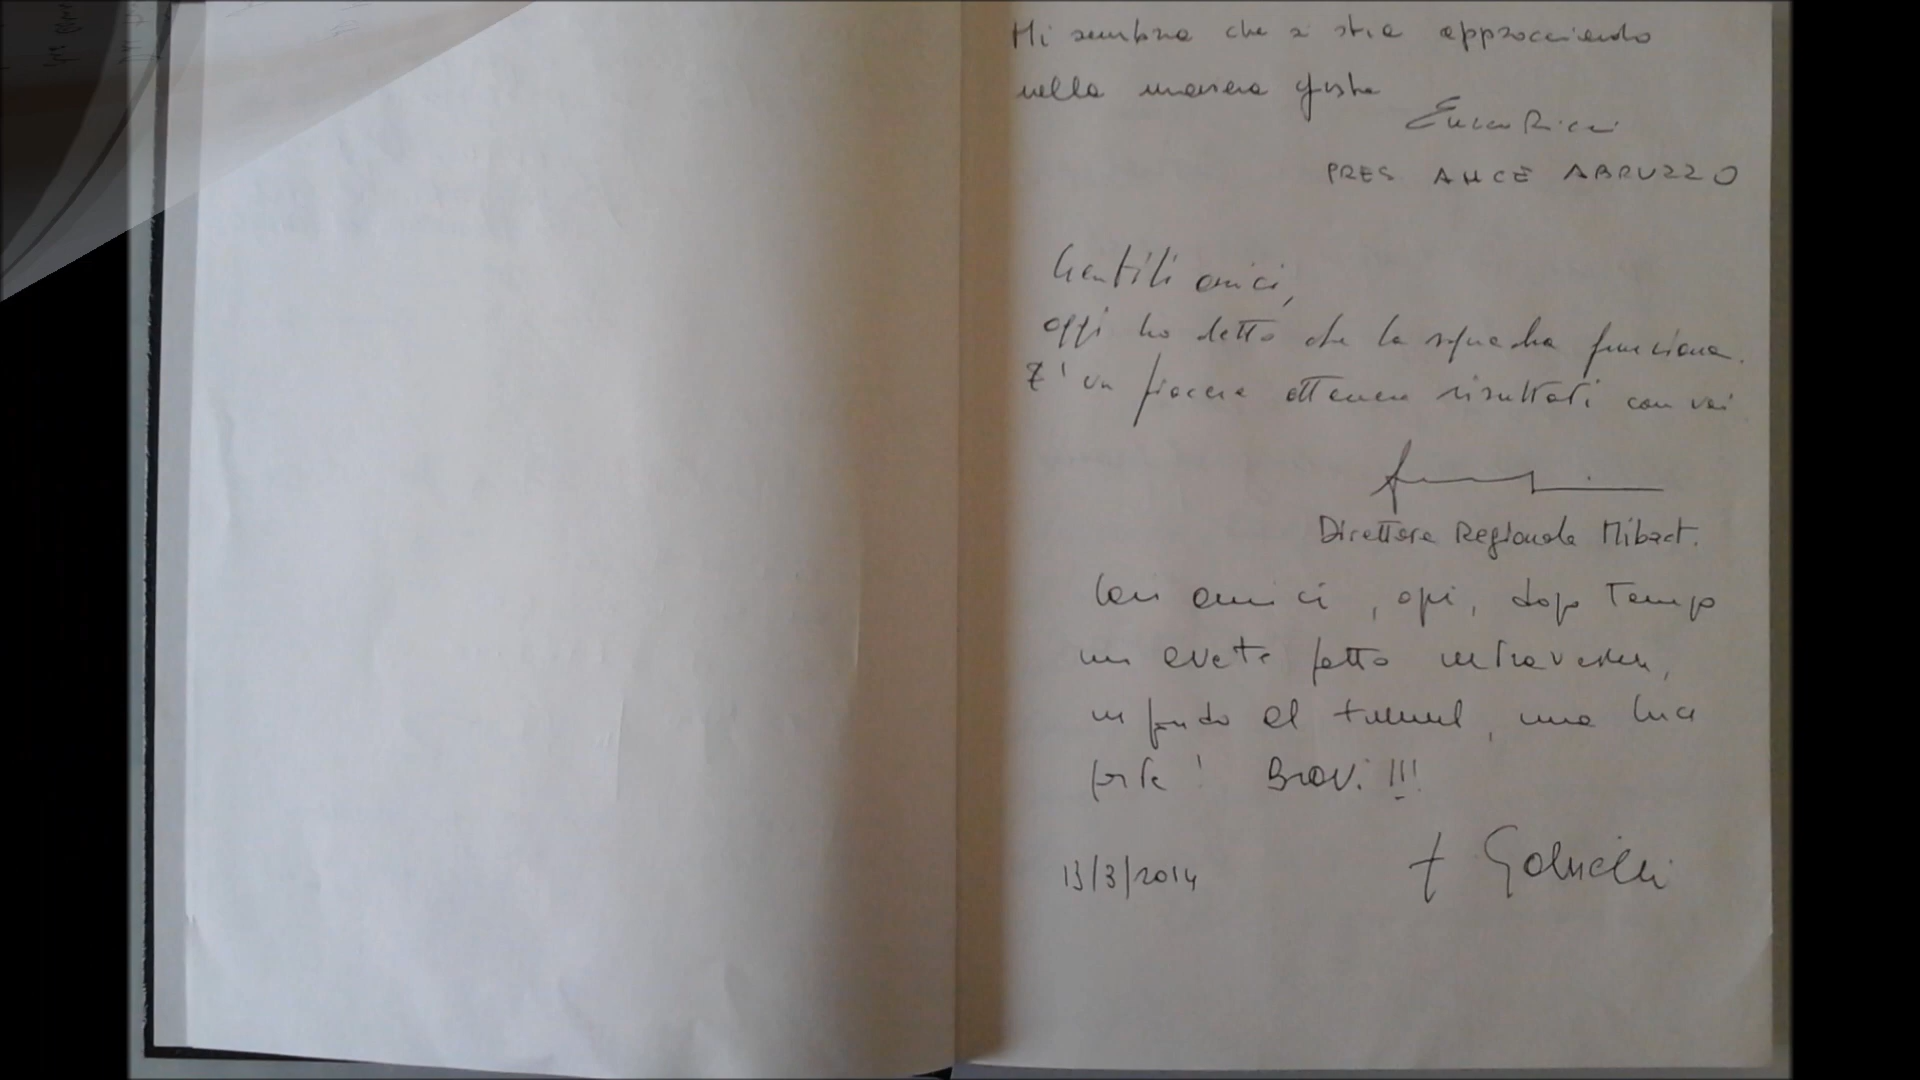 Mi sembra che si stia approcciando
nella maniera giusta
Ricci
PRES ANCE ABRUZZO
Gentili amici,
oggi ho detto che la squadra funziona.
E' un piacere ottenere risultati con voi
Direttore Regionale Mibact.
Cari amici, oggi, dopo tempo
mi avete fatto intravedere,
in fondo al tunnel, una luce
forte! Bravi!!!
13/3/2014